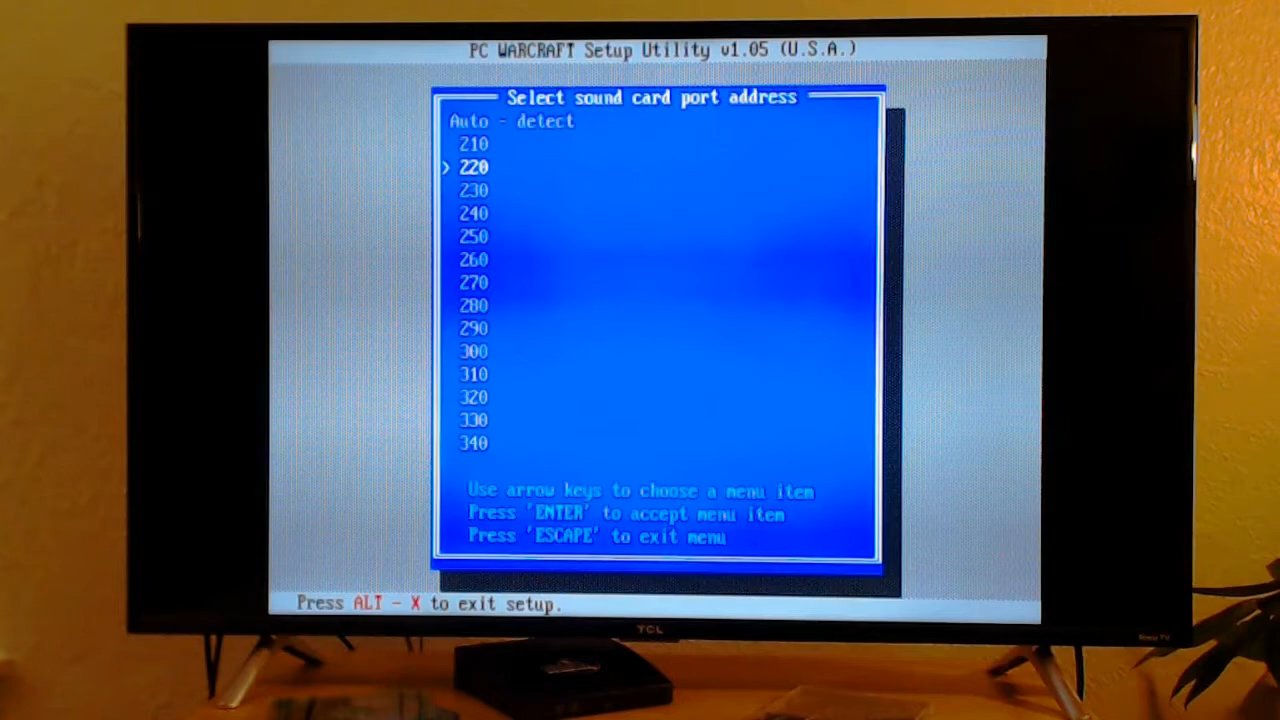 PC WARCRAFT Setup Utility v1.05 (U.S.A.)
Select sound card port address
Auto - detect
210
> 220
230
240
250
260
270
280
290
300
310
320
330
340
Use arrow keys to choose a menu item
Press 'ENTER' to accept menu item
Press 'ESCAPE' to exit menu
Press ALT - X to exit setup.
TCL
Roku TV